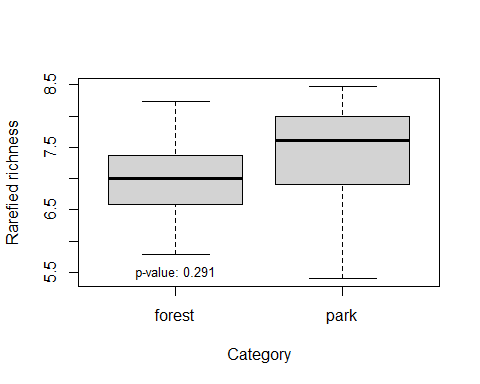 8.5
7.5
6.5
5.5
Rarefied richness
p-value: 0.291
forest park
Category